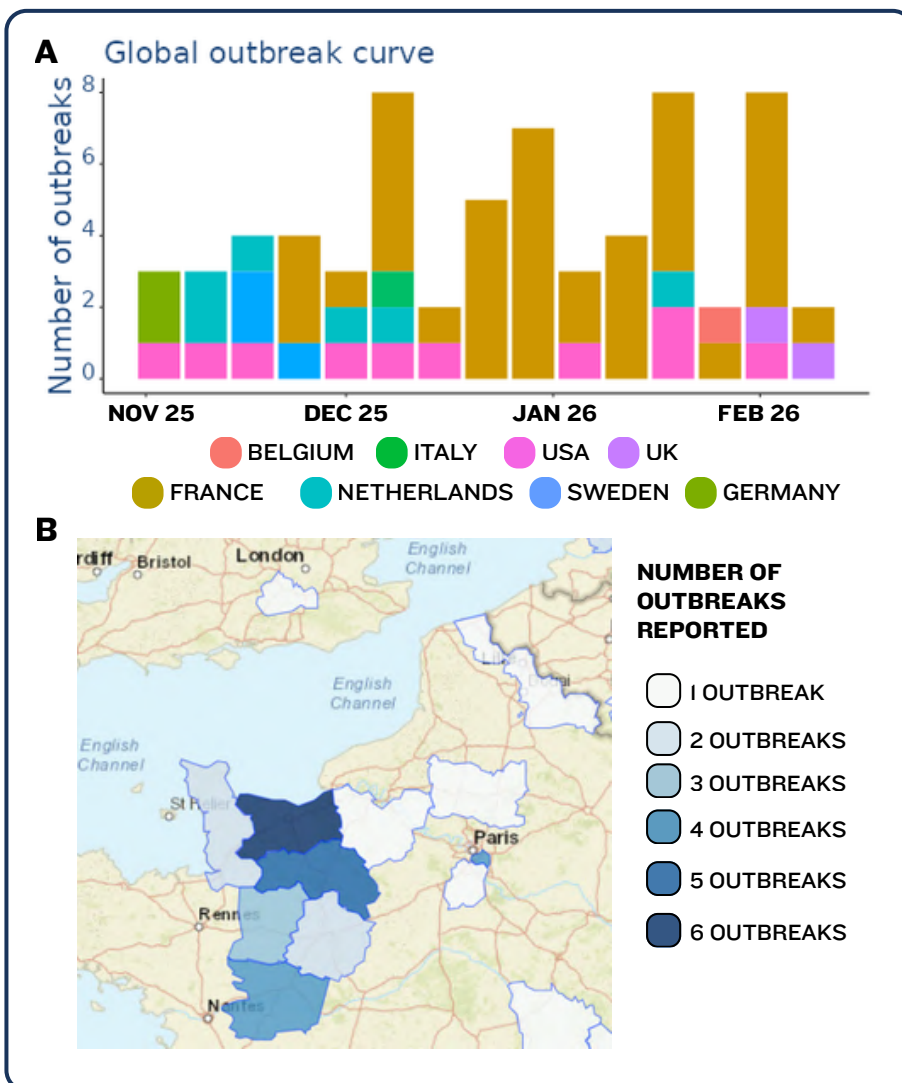 A
Global outbreak curve
Number of outbreaks
8
6
4
2
0
NOV 25
DEC 25
JAN 26
FEB 26
BELGIUM
ITALY
USA
UK
FRANCE
NETHERLANDS
SWEDEN
GERMANY
B
rdiff
Bristol
London
English
Channel
English
Channel
English
Channel
St Helier
Paris
Rennes
Nantes
NUMBER OF
OUTBREAKS
REPORTED
1 OUTBREAK
2 OUTBREAKS
3 OUTBREAKS
4 OUTBREAKS
5 OUTBREAKS
6 OUTBREAKS